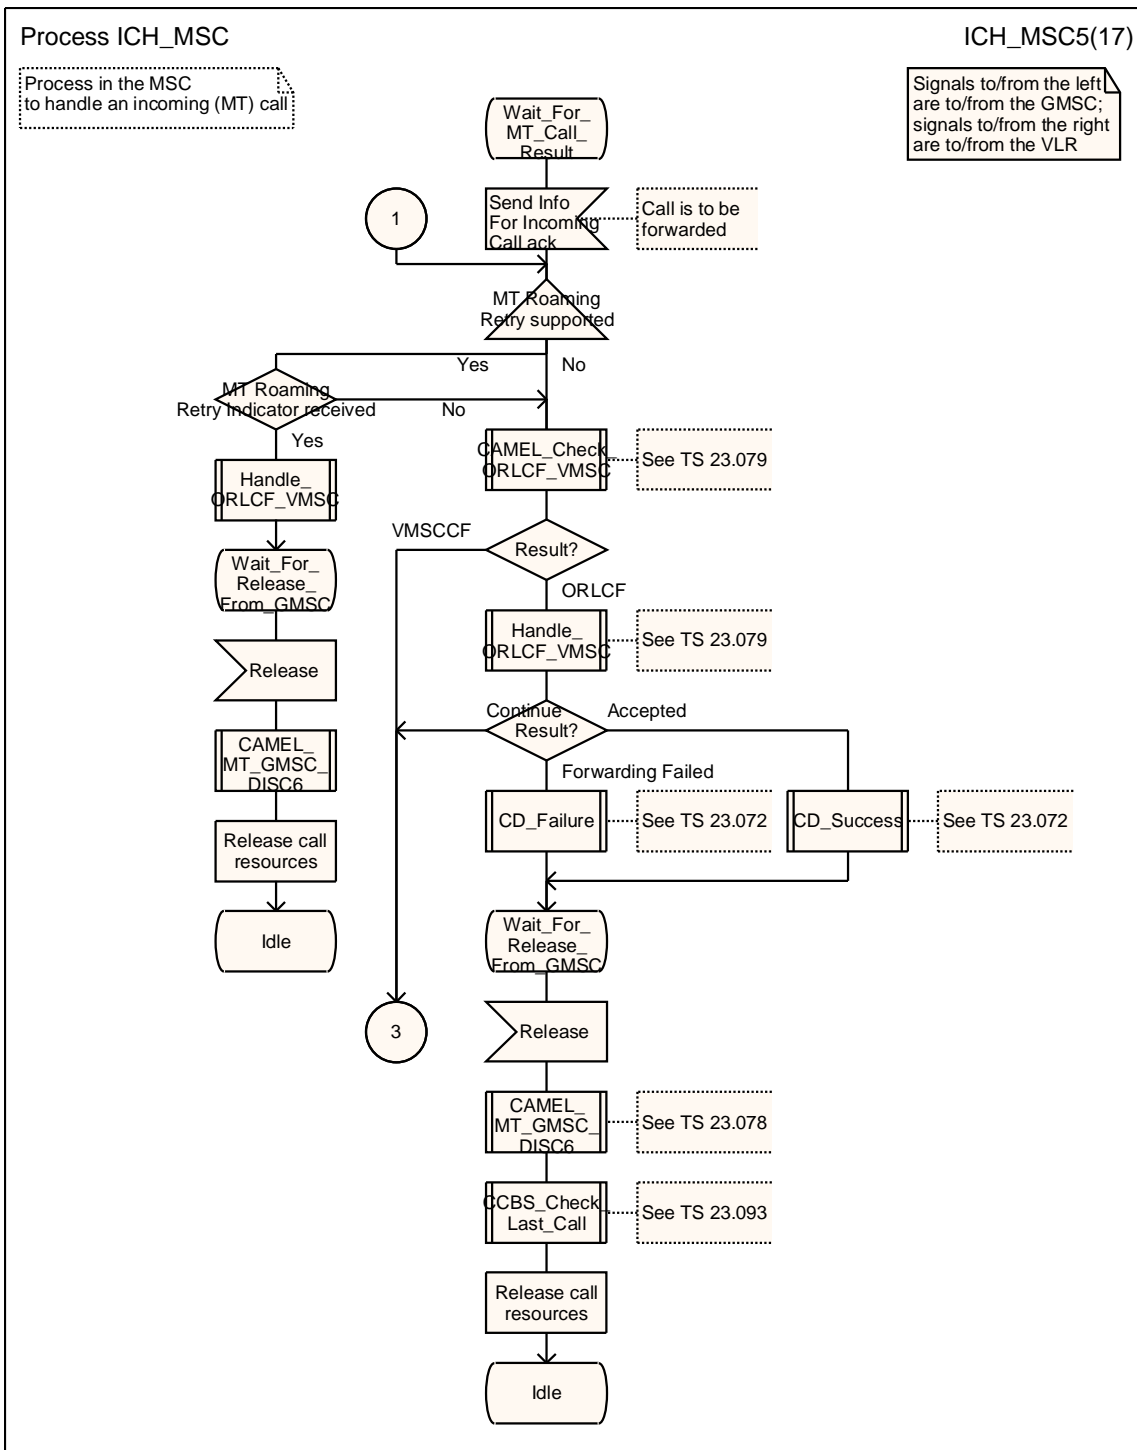 Process ICH_MSC
ICH_MSC5(17)
Process in the MSC
to handle an incoming (MT) call
Signals to/from the left
are to/from the GMSC;
signals to/from the right
are to/from the VLR
Wait_For_
MT_Call_
Result
1
Send Info
For Incoming
Call ack
Call is to be
forwarded
MT Roaming
Retry supported
Yes
No
MT Roaming
Retry Indicator received
No
Yes
CAMEL_Check_
ORLCF_VMSC
See TS 23.079
Handle_
ORLCF_VMSC
VMSCCF
Result?
Wait_For_
Release_
From_GMSC
ORLCF
Handle_
ORLCF_VMSC
See TS 23.079
Release
Continue
Accepted
Result?
CAMEL_
MT_GMSC_
DISC6
Forwarding Failed
CD_Failure
See TS 23.072
CD_Success
See TS 23.072
Release call
resources
Idle
Wait_For_
Release_
From_GMSC
3
Release
CAMEL_
MT_GMSC_
DISC6
See TS 23.078
CCBS_Check_
Last_Call
See TS 23.093
Release call
resources
Idle